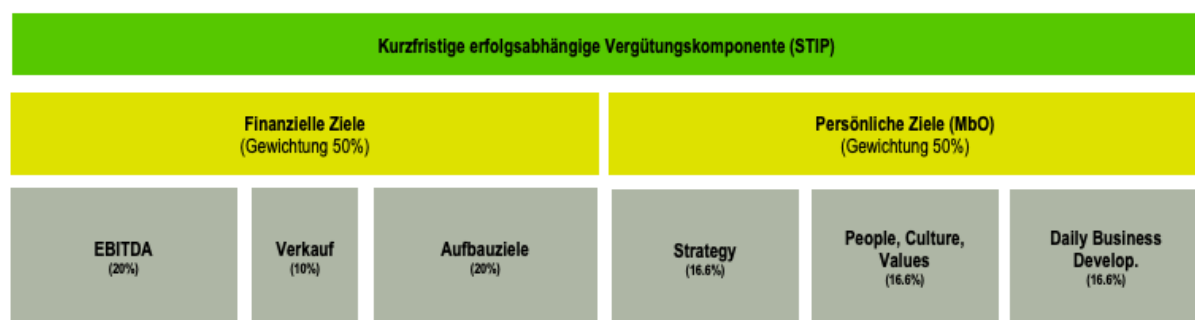 Kurzfristige erfolgsabhängige Vergütungskomponente (STIP)
Finanzielle Ziele
(Gewichtung 50%)
Persönliche Ziele (MbO)
(Gewichtung 50%)
EBITDA
(20%)
Verkauf
(10%)
Aufbauziele
(20%)
Strategy
(16.6%)
People, Culture,
Values
(16.6%)
Daily Business
Develop.
(16.6%)